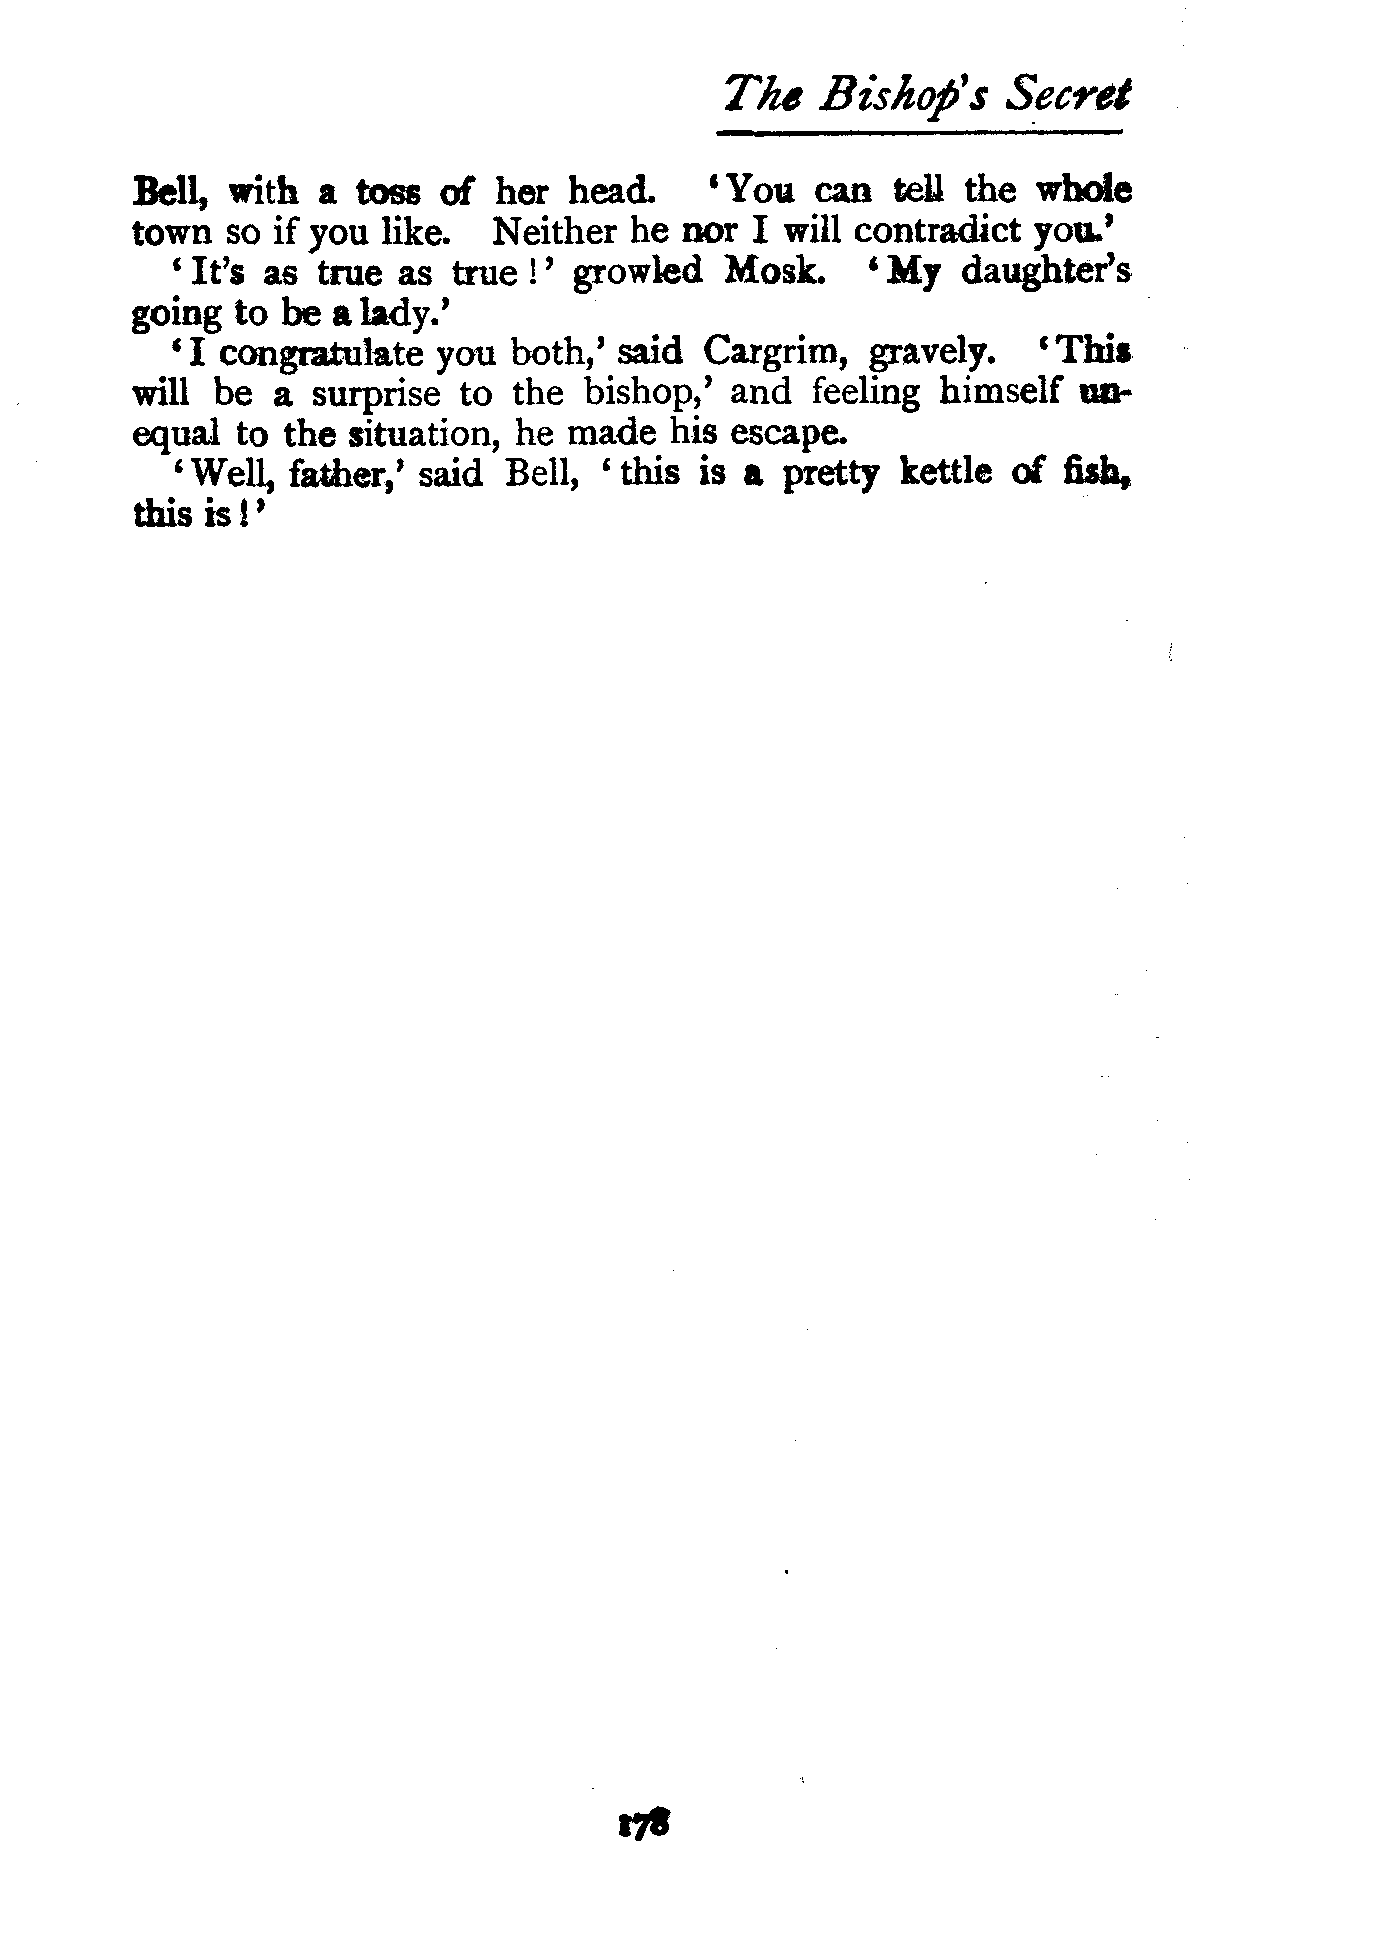 The Bishop's Secret
Bell, with a toss of her head. ‘You can tell the whole
town so if you like. Neither he nor I will contradict you.’
‘It's as true as true!’ growled Mosk. ‘My daughter's
going to be a lady.’
‘I congratulate you both,’ said Cargrim, gravely. ‘This
will be a surprise to the bishop,’ and feeling himself un-
equal to the situation, he made his escape.
‘Well, father,’ said Bell, ‘this is a pretty kettle of fish,
this is!’
178